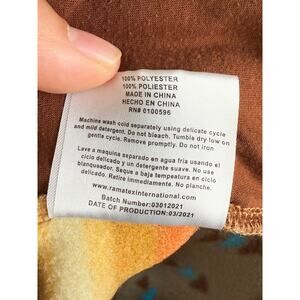 100% POLYESTER
100% POLIESTER
MADE IN CHINA
HECHO EN CHINA
RN# 0100596
Machine wash cold separately using delicate cycle
and mild detergent. Do not bleach. Tumble dry low on
gentle cycle. Remove promptly. Do not iron
Lave a maquina separado en agua fria usando el
ciclo delicado y un detergente suave. No use
blanqueador. Seque a baja temperatura en ciclo
delicado. Retire inmediatamente. No planchar.
www.ramatexinternational.com
Batch Number: 03012021
DATE OF PRODUCTION: 03/2021